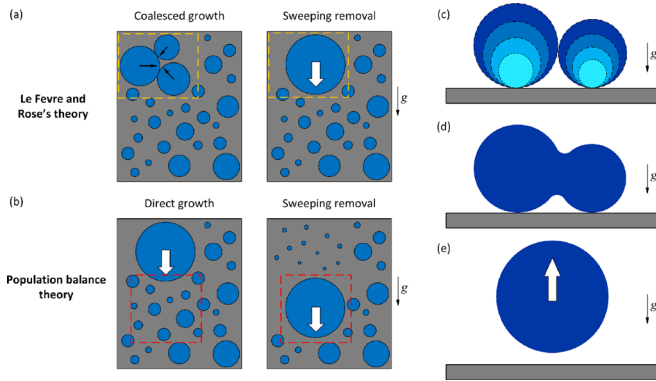 (a)
Coalesced growth
Sweeping removal
Le Fevre and
Rose's theory
g
(b)
Direct growth
Sweeping removal
Population balance
theory
g
(c)
g
(d)
g
(e)
g